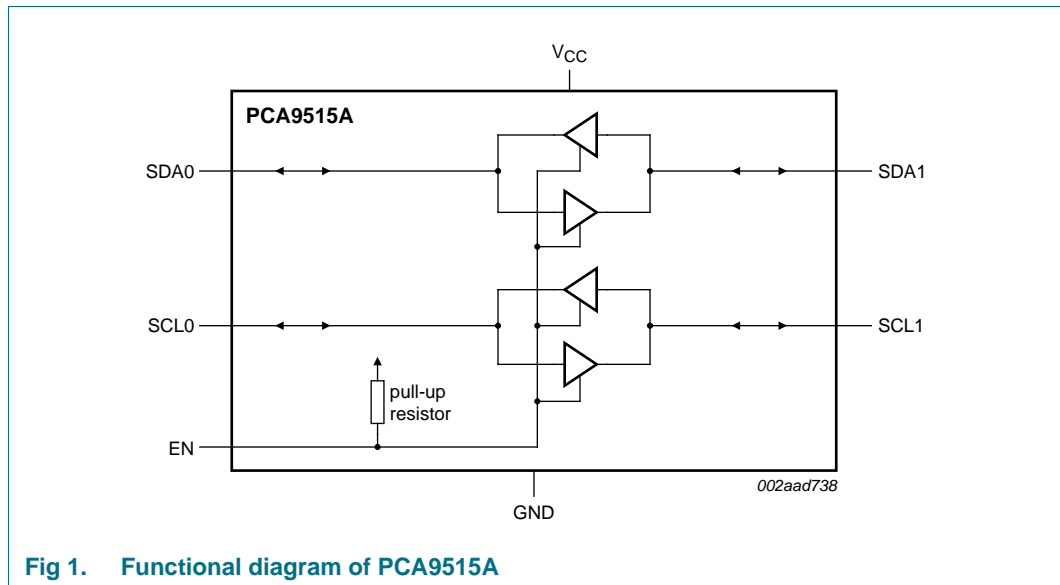 VCC
PCA9515A
SDA0
SDA1
SCL0
SCL1
pull-up
resistor
EN
002aad738
GND
Fig 1. Functional diagram of PCA9515A